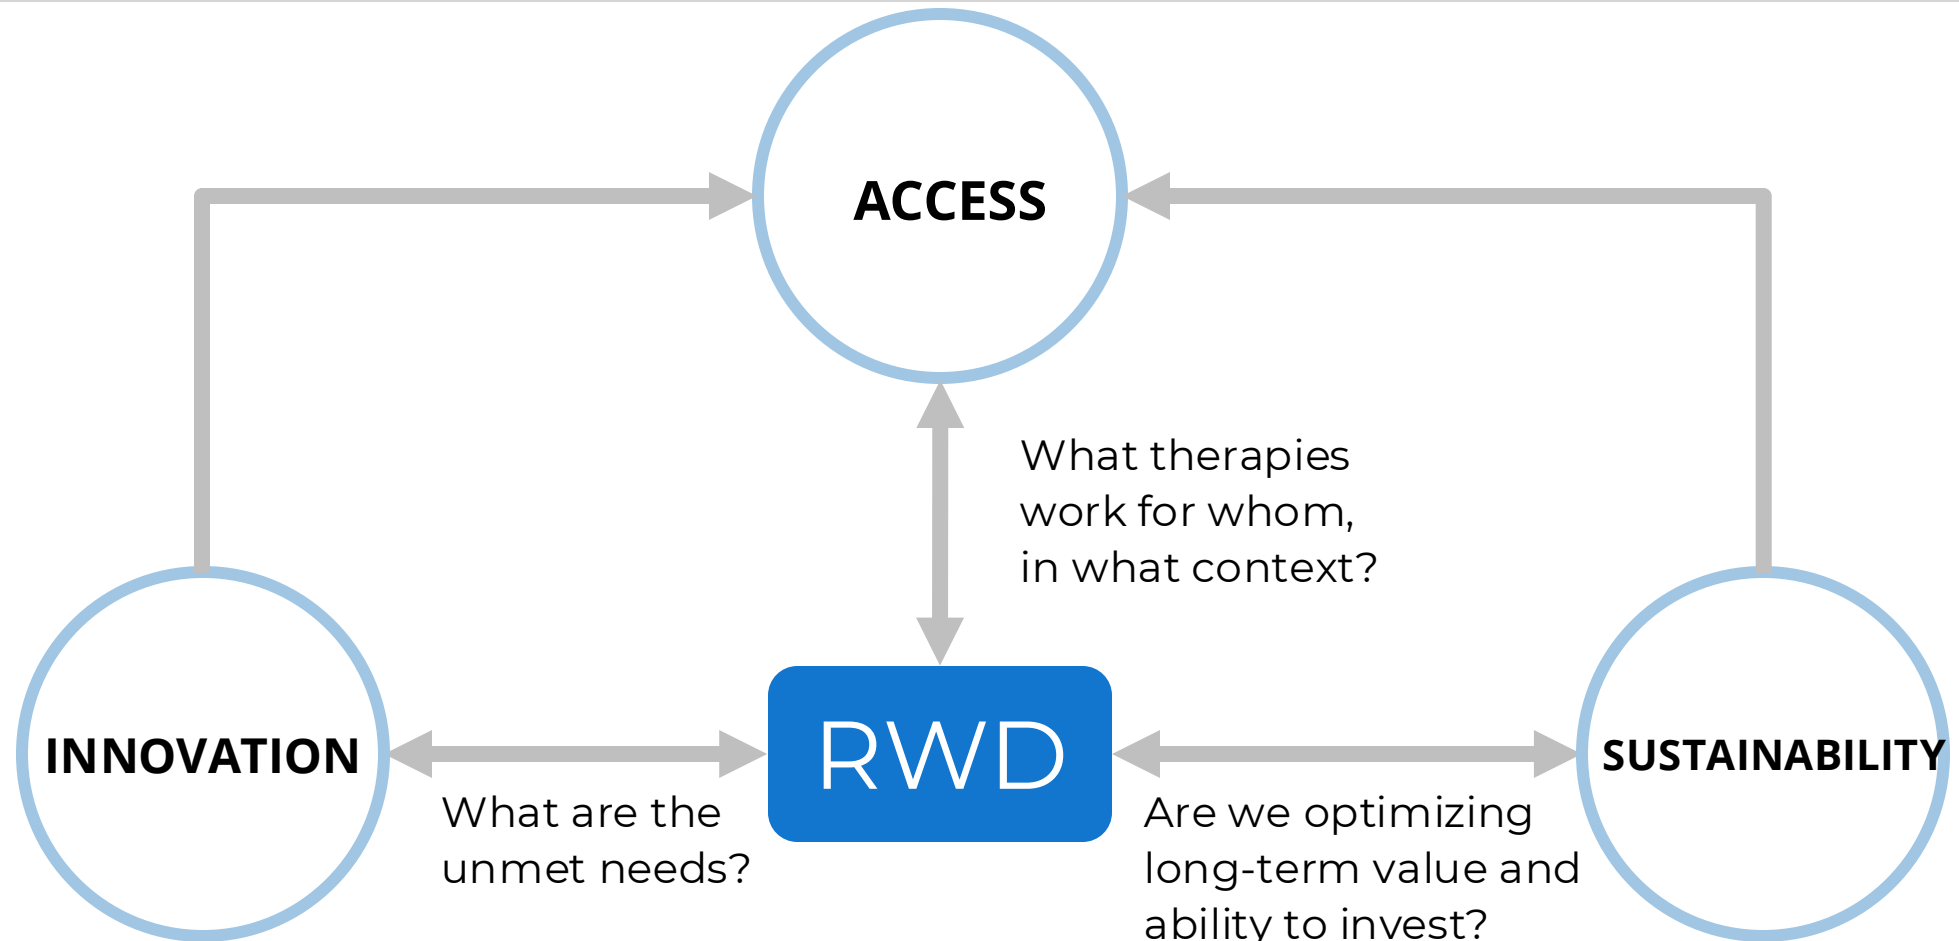 ACCESS
What therapies
work for whom,
in what context?
INNOVATION
RWD
SUSTAINABILITY
What are the
unmet needs?
Are we optimizing
long-term value and
ability to invest?